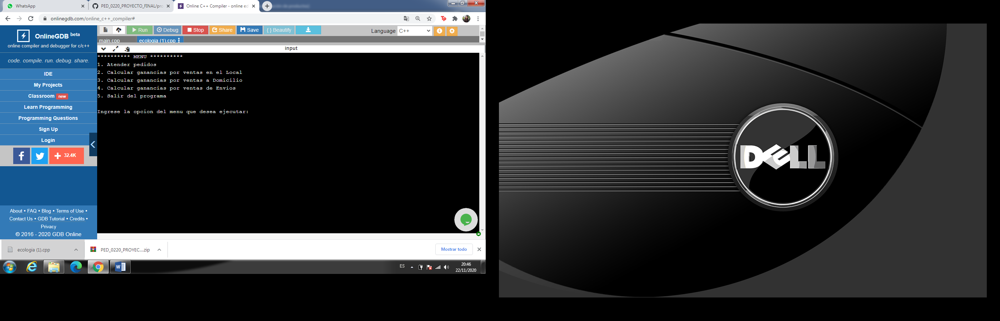 WhatsApp
PED_0220_PROYECTO_FINAL/pro
Online C++ Compiler - online ed
onlinegdb.com/online_c++_compiler#
OnlineGDB beta
online compiler and debugger for c/c++
code. compile. run. debug. share.
IDE
My Projects
Classroom new
Learn Programming
Programming Questions
Sign Up
Login
32.4K
About • FAQ • Blog • Terms of Use •
Contact Us • GDB Tutorial • Credits •
Privacy
© 2016 - 2020 GDB Online
Run Debug Stop Share Save { } Beautify
Language C++
main.cpp ecologia (1).cpp
input
********** MENU **********
1. Atender pedidos
2. Calcular ganancias por ventas en el Local
3. Calcular ganancias por ventas a Domicilio
4. Calcular ganancias por ventas de Envios
5. Salir del programa
Ingrese la opcion del menu que desea ejecutar:
ecologia (1).cpp
PED_0220_PROYEC....zip
Mostrar todo
ES
20:46
22/11/2020
DELL